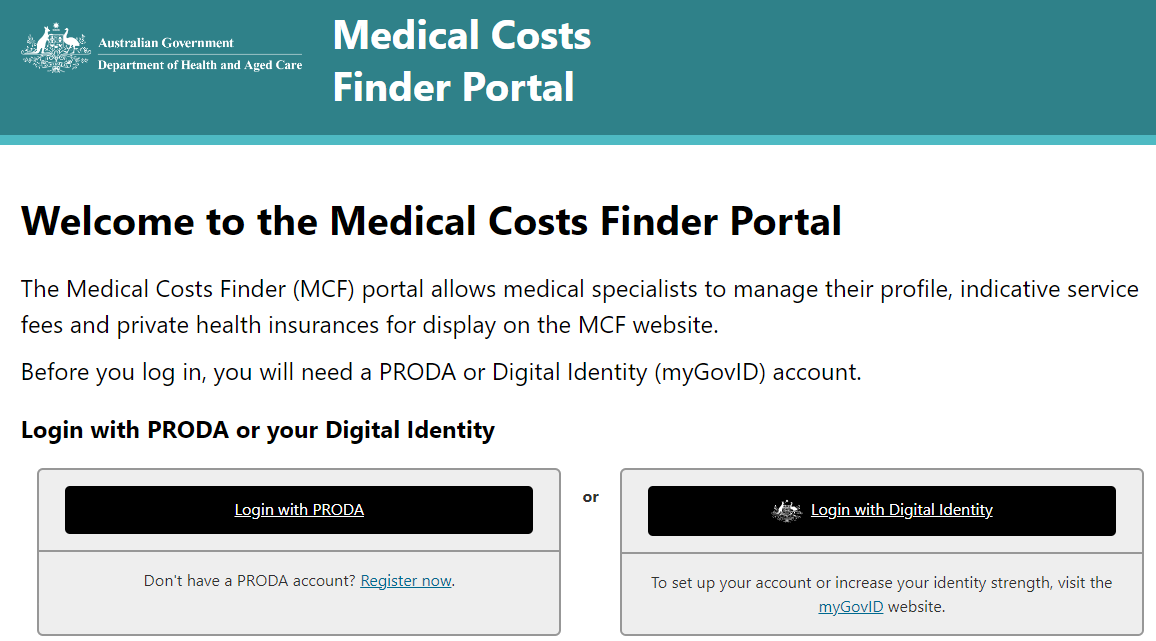 Australian Government
Department of Health and Aged Care
Medical Costs
Finder Portal
Welcome to the Medical Costs Finder Portal
The Medical Costs Finder (MCF) portal allows medical specialists to manage their profile, indicative service
fees and private health insurances for display on the MCF website.
Before you log in, you will need a PRODA or Digital Identity (myGovID) account.
Login with PRODA or your Digital Identity
Login with PRODA
Don't have a PRODA account? Register now.
or
Login with Digital Identity
To set up your account or increase your identity strength, visit the
myGovID website.